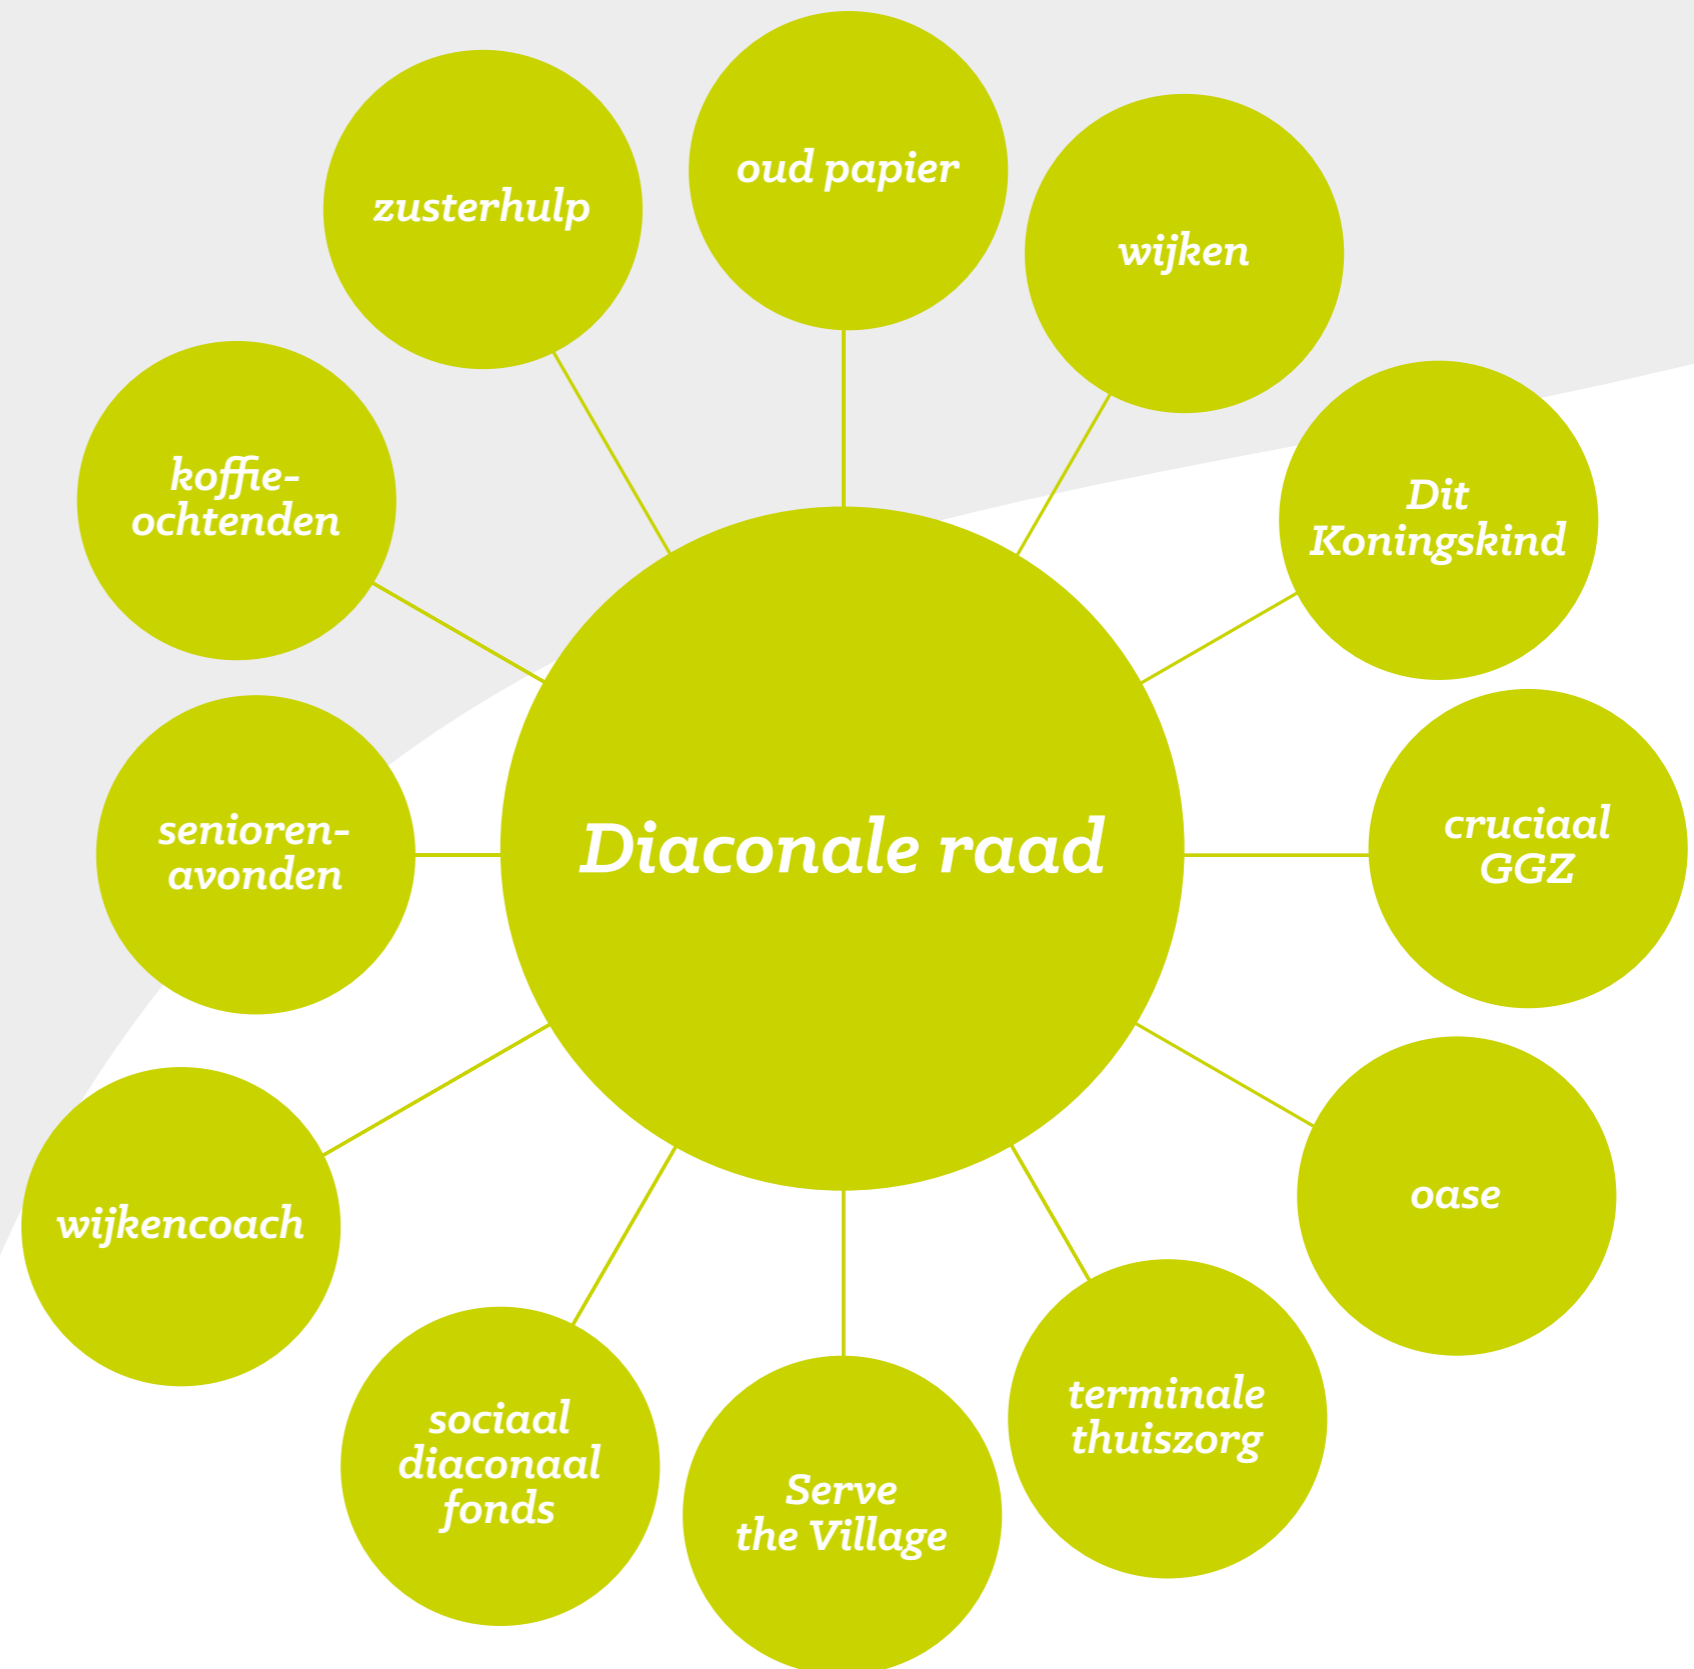 oud papier
zusterhulp
wijken
koffie-
ochtenden
Dit
Koningskind
senioren-
avonden
Diaconale raad
cruciaal
GGZ
wijkencoach
oase
sociaal
diaconaal
fonds
terminale
thuiszorg
Serve
the Village